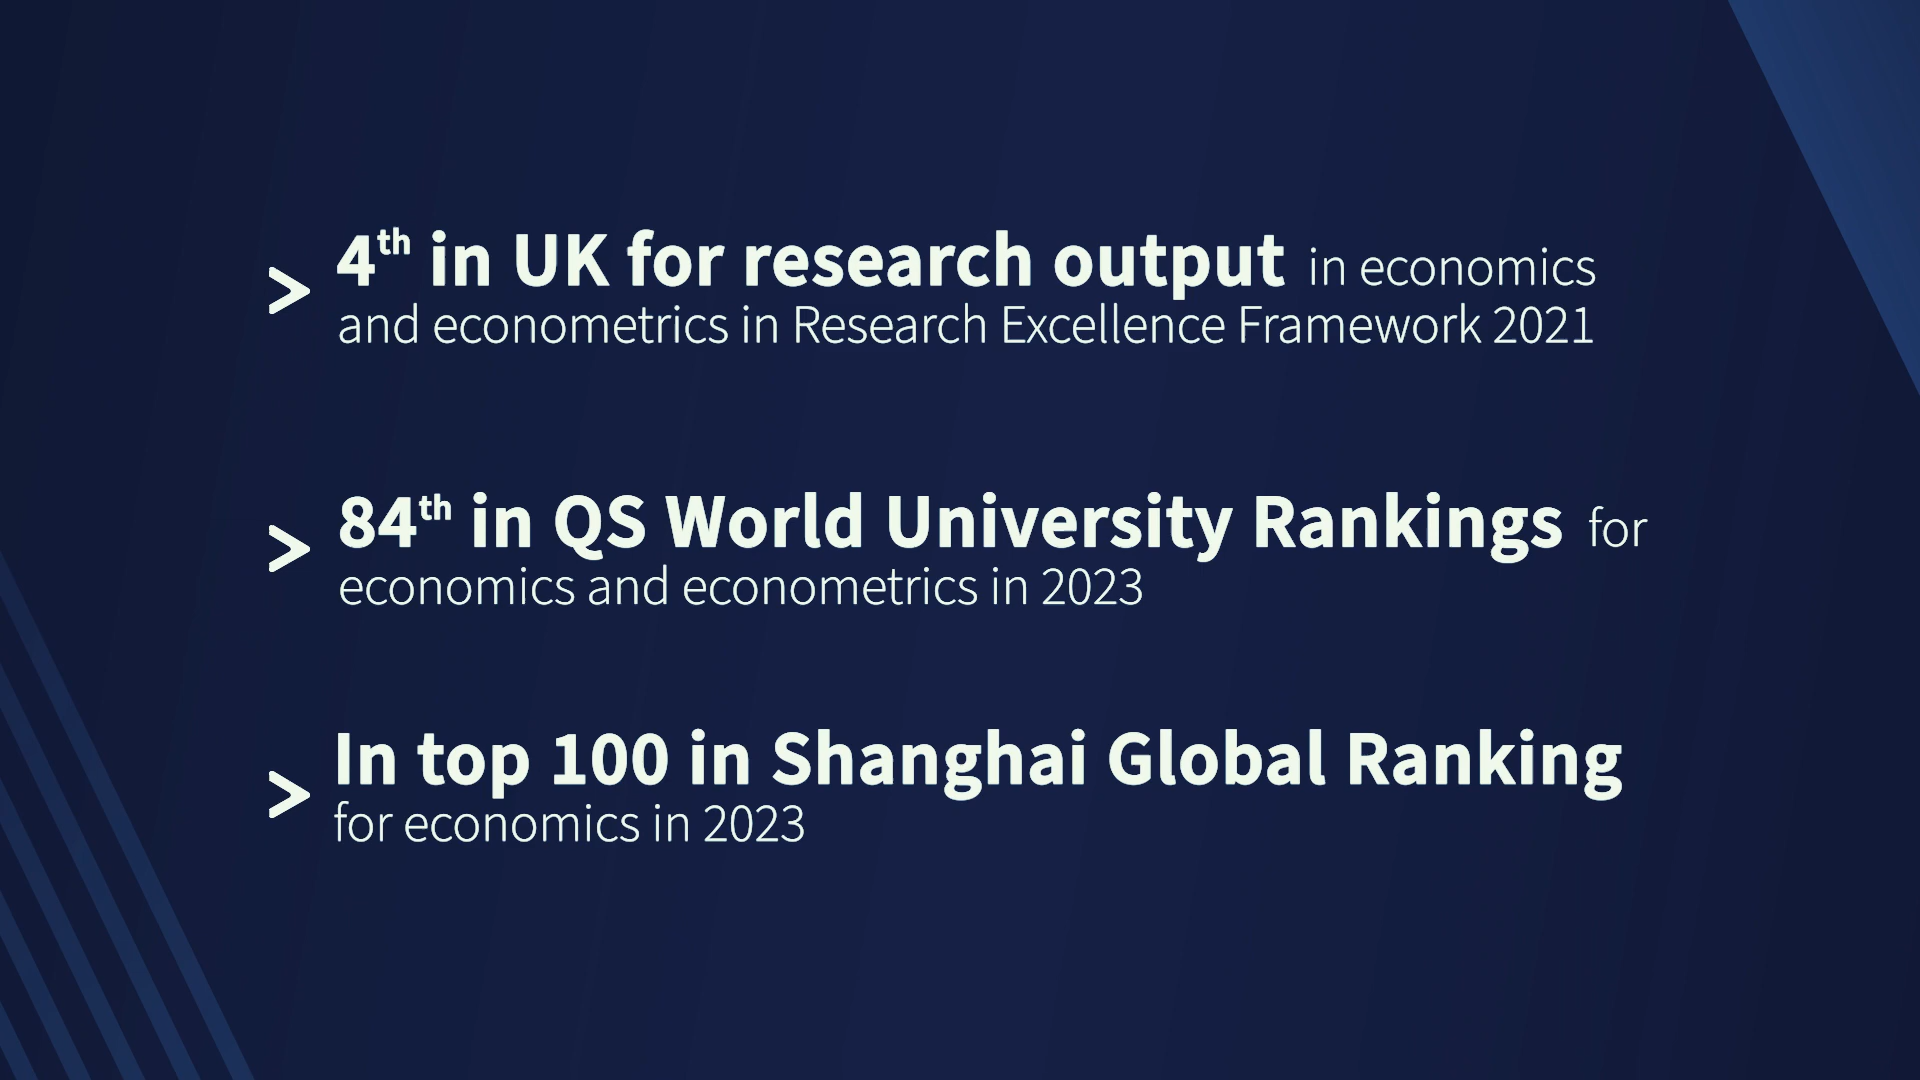 > 4th in UK for research output in economics
and econometrics in Research Excellence Framework 2021
> 84th in QS World University Rankings for
economics and econometrics in 2023
> In top 100 in Shanghai Global Ranking
for economics in 2023